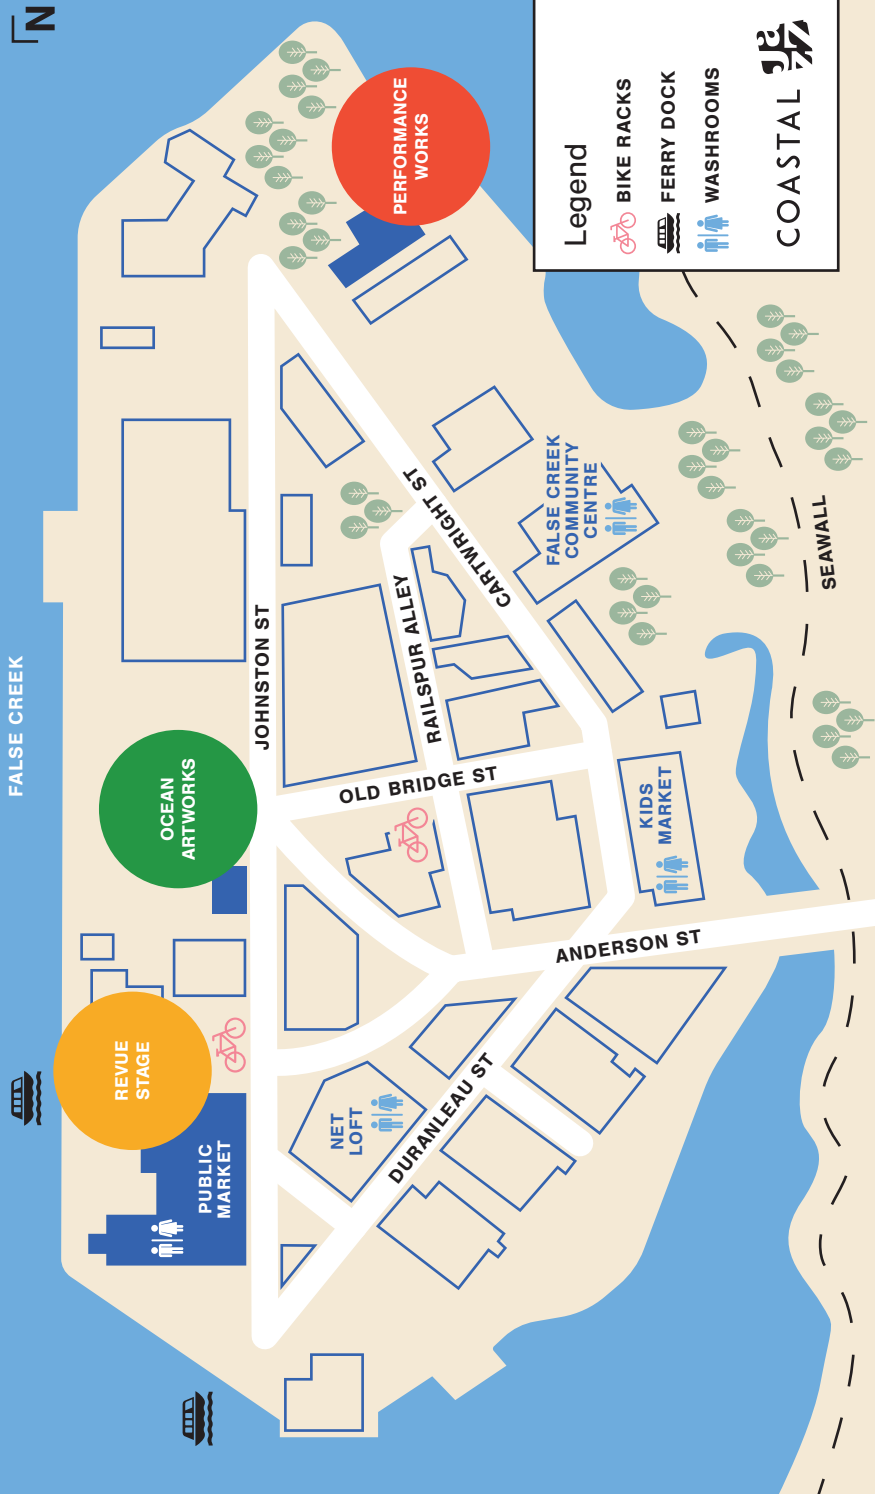 N
FALSE CREEK
PUBLIC
MARKET
REVUE
STAGE
OCEAN
ARTWORKS
PERFORMANCE
WORKS
JOHNSTON ST
NET
LOFT
DURANLEAU ST
OLD BRIDGE ST
RAILSPUR ALLEY
CARTWRIGHT ST
ANDERSON ST
KIDS
MARKET
FALSE CREEK
COMMUNITY
CENTRE
SEAWALL
Legend
BIKE RACKS
FERRY DOCK
WASHROOMS
COASTAL